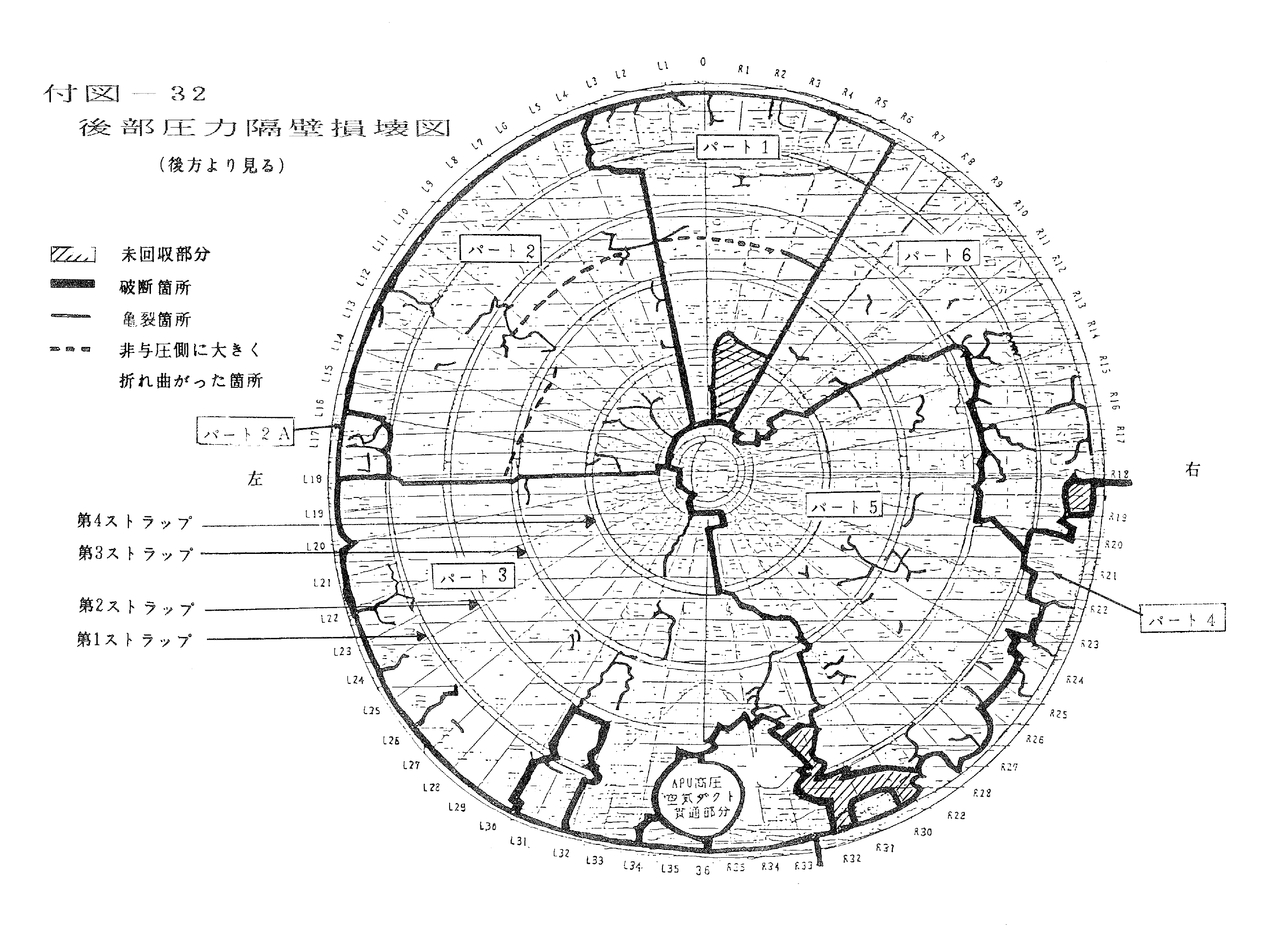 付図－32
後部圧力隔壁損壊図
(後方より見る)
未回収部分
破断箇所
亀裂箇所
非与圧側に大きく
折れ曲がった箇所
パート1
パート2
パート6
パート2A
パート5
パート3
パート4
左
右
第4ストラップ
第3ストラップ
第2ストラップ
第1ストラップ
APU高圧
空気ダクト
貫通部分
0
R1
R2
R3
R4
R5
R6
R7
R8
R9
R10
R11
R12
R13
R14
R15
R16
R17
R18
R19
R20
R21
R22
R23
R24
R25
R26
R27
R28
R30
R31
R32
R33
R34
R35
36
L35
L34
L33
L32
L31
L30
L29
L28
L27
L26
L25
L24
L23
L22
L21
L20
L19
L18
L17
L16
L15
L14
L13
L12
L11
L10
L9
L8
L7
L6
L5
L4
L3
L2
L1